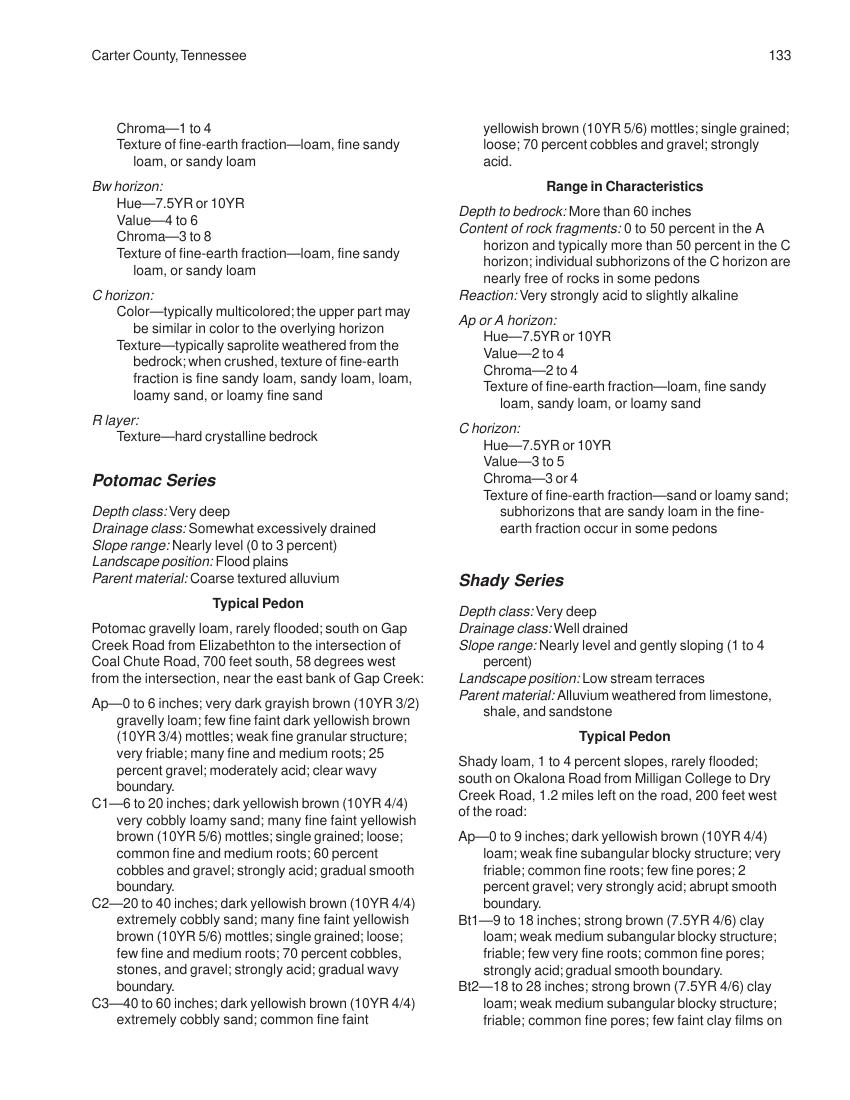 Carter County, Tennessee
133
Chroma—1 to 4
Texture of fine-earth fraction—loam, fine sandy
loam, or sandy loam
Bw horizon:
Hue—7.5YR or 10YR
Value—4 to 6
Chroma—3 to 8
Texture of fine-earth fraction—loam, fine sandy
loam, or sandy loam
C horizon:
Color—typically multicolored; the upper part may
be similar in color to the overlying horizon
Texture—typically saprolite weathered from the
bedrock; when crushed, texture of fine-earth
fraction is fine sandy loam, sandy loam, loam,
loamy sand, or loamy fine sand
R layer:
Texture—hard crystalline bedrock
Potomac Series
Depth class: Very deep
Drainage class: Somewhat excessively drained
Slope range: Nearly level (0 to 3 percent)
Landscape position: Flood plains
Parent material: Coarse textured alluvium
Typical Pedon
Potomac gravelly loam, rarely flooded; south on Gap
Creek Road from Elizabethton to the intersection of
Coal Chute Road, 700 feet south, 58 degrees west
from the intersection, near the east bank of Gap Creek:
Ap—0 to 6 inches; very dark grayish brown (10YR 3/2)
gravelly loam; few fine faint dark yellowish brown
(10YR 3/4) mottles; weak fine granular structure;
very friable; many fine and medium roots; 25
percent gravel; moderately acid; clear wavy
boundary.
C1—6 to 20 inches; dark yellowish brown (10YR 4/4)
very cobbly loamy sand; many fine faint yellowish
brown (10YR 5/6) mottles; single grained; loose;
common fine and medium roots; 60 percent
cobbles and gravel; strongly acid; gradual smooth
boundary.
C2—20 to 40 inches; dark yellowish brown (10YR 4/4)
extremely cobbly sand; many fine faint yellowish
brown (10YR 5/6) mottles; single grained; loose;
few fine and medium roots; 70 percent cobbles,
stones, and gravel; strongly acid; gradual wavy
boundary.
C3—40 to 60 inches; dark yellowish brown (10YR 4/4)
extremely cobbly sand; common fine faint
yellowish brown (10YR 5/6) mottles; single grained;
loose; 70 percent cobbles and gravel; strongly
acid.
Range in Characteristics
Depth to bedrock: More than 60 inches
Content of rock fragments: 0 to 50 percent in the A
horizon and typically more than 50 percent in the C
horizon; individual subhorizons of the C horizon are
nearly free of rocks in some pedons
Reaction: Very strongly acid to slightly alkaline
Ap or A horizon:
Hue—7.5YR or 10YR
Value—2 to 4
Chroma—2 to 4
Texture of fine-earth fraction—loam, fine sandy
loam, sandy loam, or loamy sand
C horizon:
Hue—7.5YR or 10YR
Value—3 to 5
Chroma—3 or 4
Texture of fine-earth fraction—sand or loamy sand;
subhorizons that are sandy loam in the fine-
earth fraction occur in some pedons
Shady Series
Depth class: Very deep
Drainage class: Well drained
Slope range: Nearly level and gently sloping (1 to 4
percent)
Landscape position: Low stream terraces
Parent material: Alluvium weathered from limestone,
shale, and sandstone
Typical Pedon
Shady loam, 1 to 4 percent slopes, rarely flooded;
south on Okalona Road from Milligan College to Dry
Creek Road, 1.2 miles left on the road, 200 feet west
of the road:
Ap—0 to 9 inches; dark yellowish brown (10YR 4/4)
loam; weak fine subangular blocky structure; very
friable; common fine roots; few fine pores; 2
percent gravel; very strongly acid; abrupt smooth
boundary.
Bt1—9 to 18 inches; strong brown (7.5YR 4/6) clay
loam; weak medium subangular blocky structure;
friable; few very fine roots; common fine pores;
strongly acid; gradual smooth boundary.
Bt2—18 to 28 inches; strong brown (7.5YR 4/6) clay
loam; weak medium subangular blocky structure;
friable; common fine pores; few faint clay films on